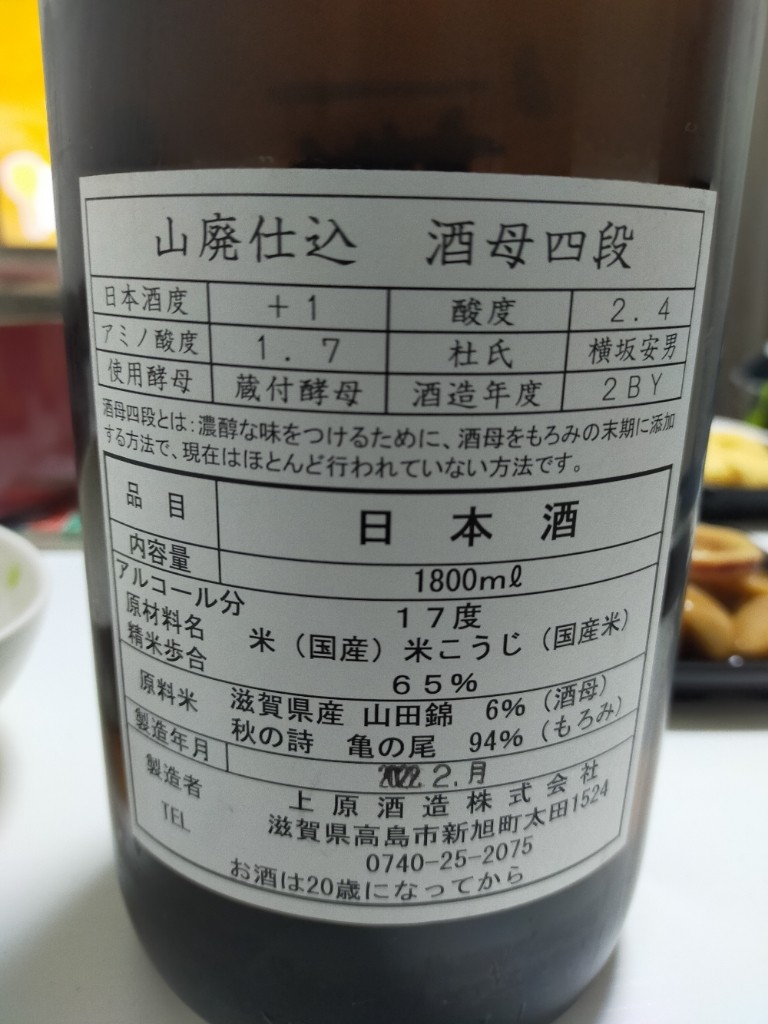 山廃仕込 酒母四段
日本酒度 +1 酸度 2.4
アミノ酸度 1.7 杜氏 横坂安男
使用酵母 蔵付酵母 酒造年度 2BY
酒母四段とは:濃醇な味をつけるために、酒母をもろみの末期に添加
する方法で、現在はほとんど行われていない方法です。
品目 日本酒
内容量 1800mℓ
アルコール分 17度
原材料名 米(国産)米こうじ(国産米)
精米歩合 65%
原料米 滋賀県産 山田錦 6%(酒母)
秋の詩 亀の尾 94%(もろみ)
製造年月 2.月
製造者 上原酒造株式会社
滋賀県高島市新旭町太田1524
TEL 0740-25-2075
お酒は20歳になってから